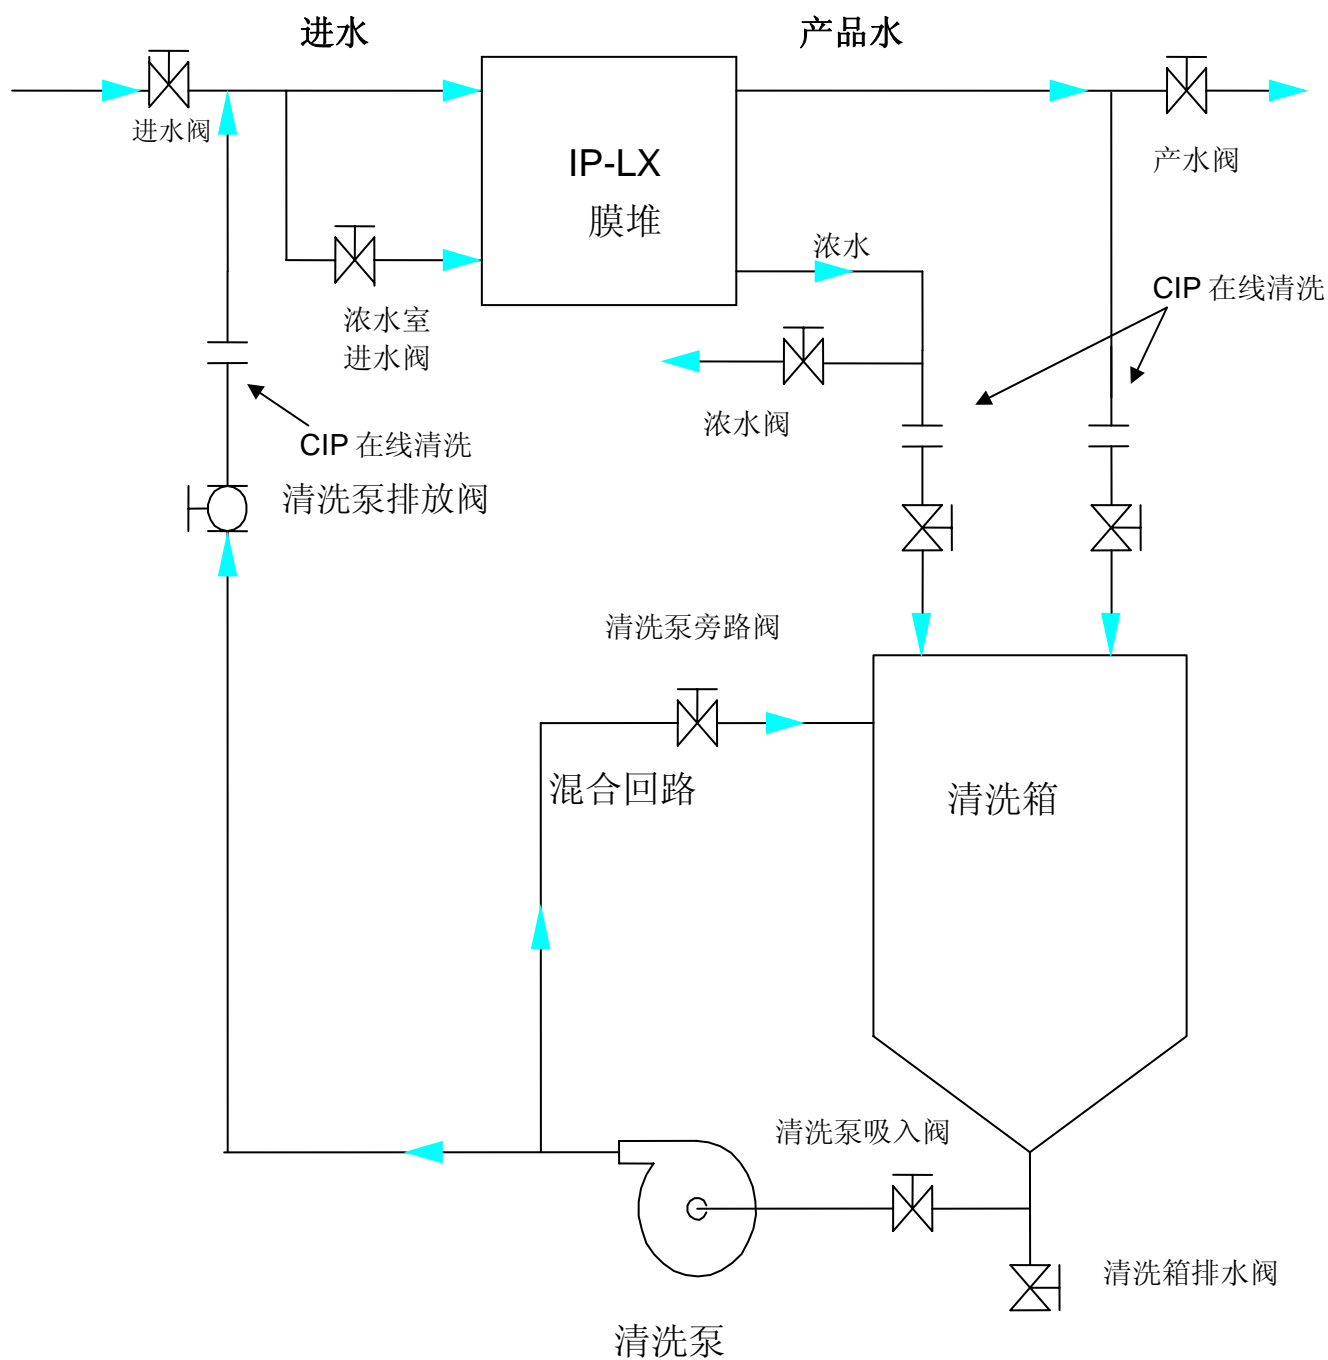 进水
产品水
进水阀
IP-LX
膜堆
产水阀
浓水
CIP 在线清洗
浓水室
进水阀
浓水阀
CIP 在线清洗
清洗泵排放阀
清洗泵旁路阀
混合回路
清洗箱
清洗泵吸入阀
清洗箱排水阀
清洗泵